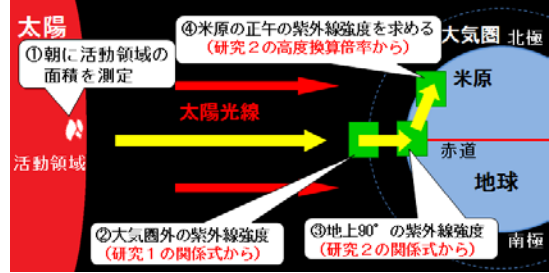 太陽
①朝に活動領域の
面積を測定
活動領域
④米原の正午の紫外線強度を求める
(研究2の高度換算倍率から)
大気圏
北極
米原
太陽光線
赤道
地球
南極
②大気圏外の紫外線強度
(研究1の関係式から)
③地上90°の紫外線強度
(研究2の関係式から)